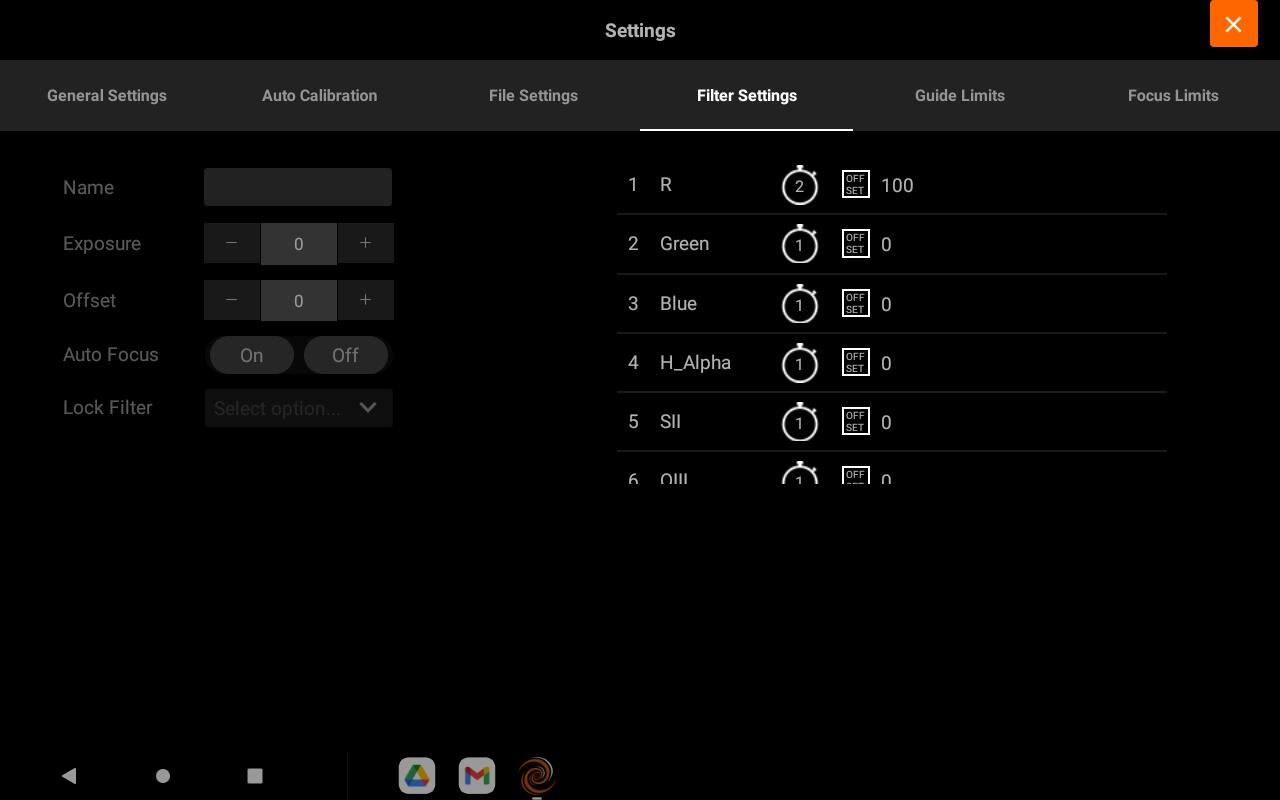 Settings
General Settings
Auto Calibration
File Settings
Filter Settings
Guide Limits
Focus Limits
Name
Exposure
− 0 +
Offset
− 0 +
Auto Focus
On Off
Lock Filter
Select option...
1 R 2 OFF SET 100
2 Green 1 OFF SET 0
3 Blue 1 OFF SET 0
4 H_Alpha 1 OFF SET 0
5 SII 1 OFF SET 0
6 OIII 1 OFF SET 0